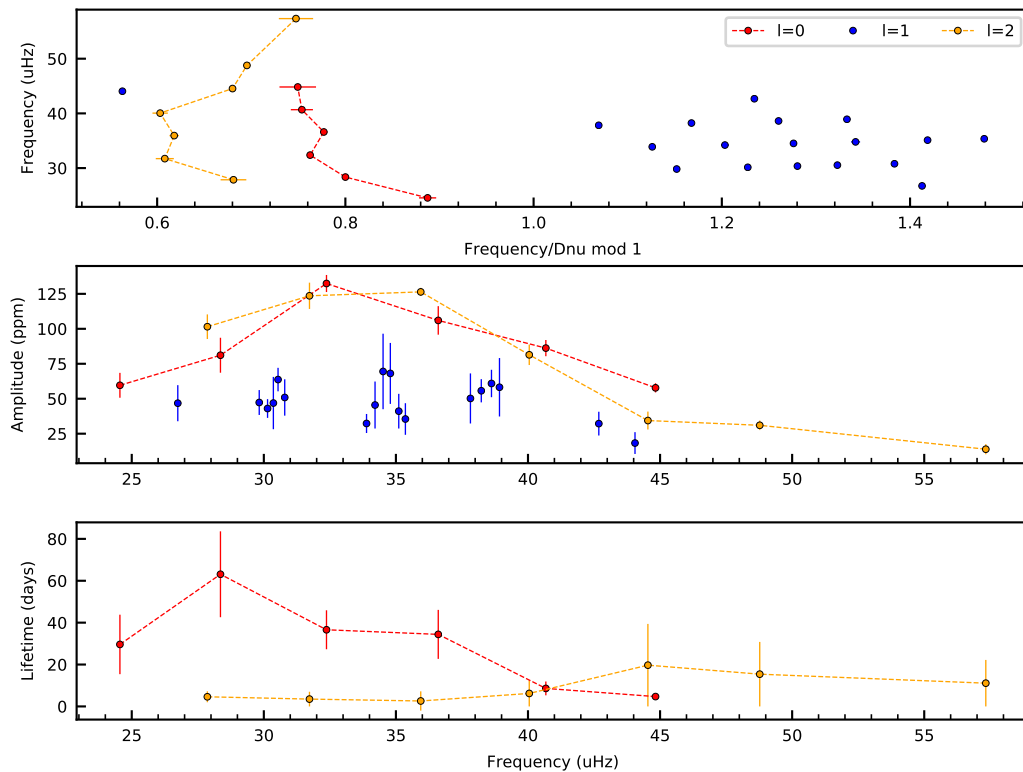 l=0 l=1 l=2
Frequency (uHz)
50
40
30
0.6 0.8 1.0 1.2 1.4
Frequency/Dnu mod 1
Amplitude (ppm)
125
100
75
50
25
25 30 35 40 45 50 55
Lifetime (days)
80
60
40
20
0
25 30 35 40 45 50 55
Frequency (uHz)